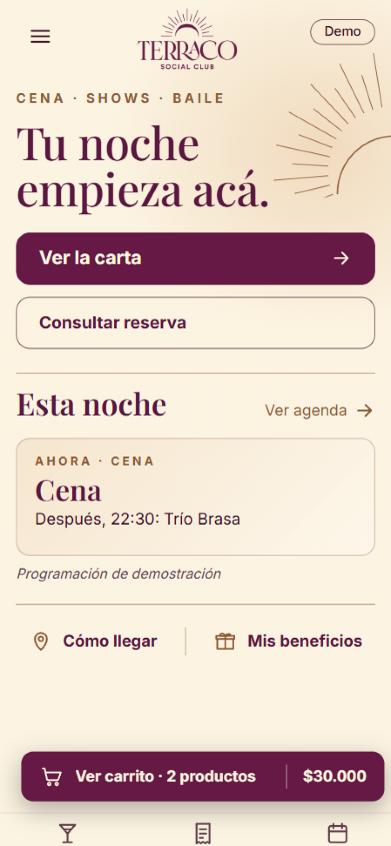 TERRACO
SOCIAL CLUB
Demo
CENA · SHOWS · BAILE
Tu noche
empieza acá.
Ver la carta
Consultar reserva
Esta noche
Ver agenda
AHORA · CENA
Cena
Después, 22:30: Trío Brasa
Programación de demostración
Cómo llegar
Mis beneficios
Ver carrito · 2 productos
$30.000